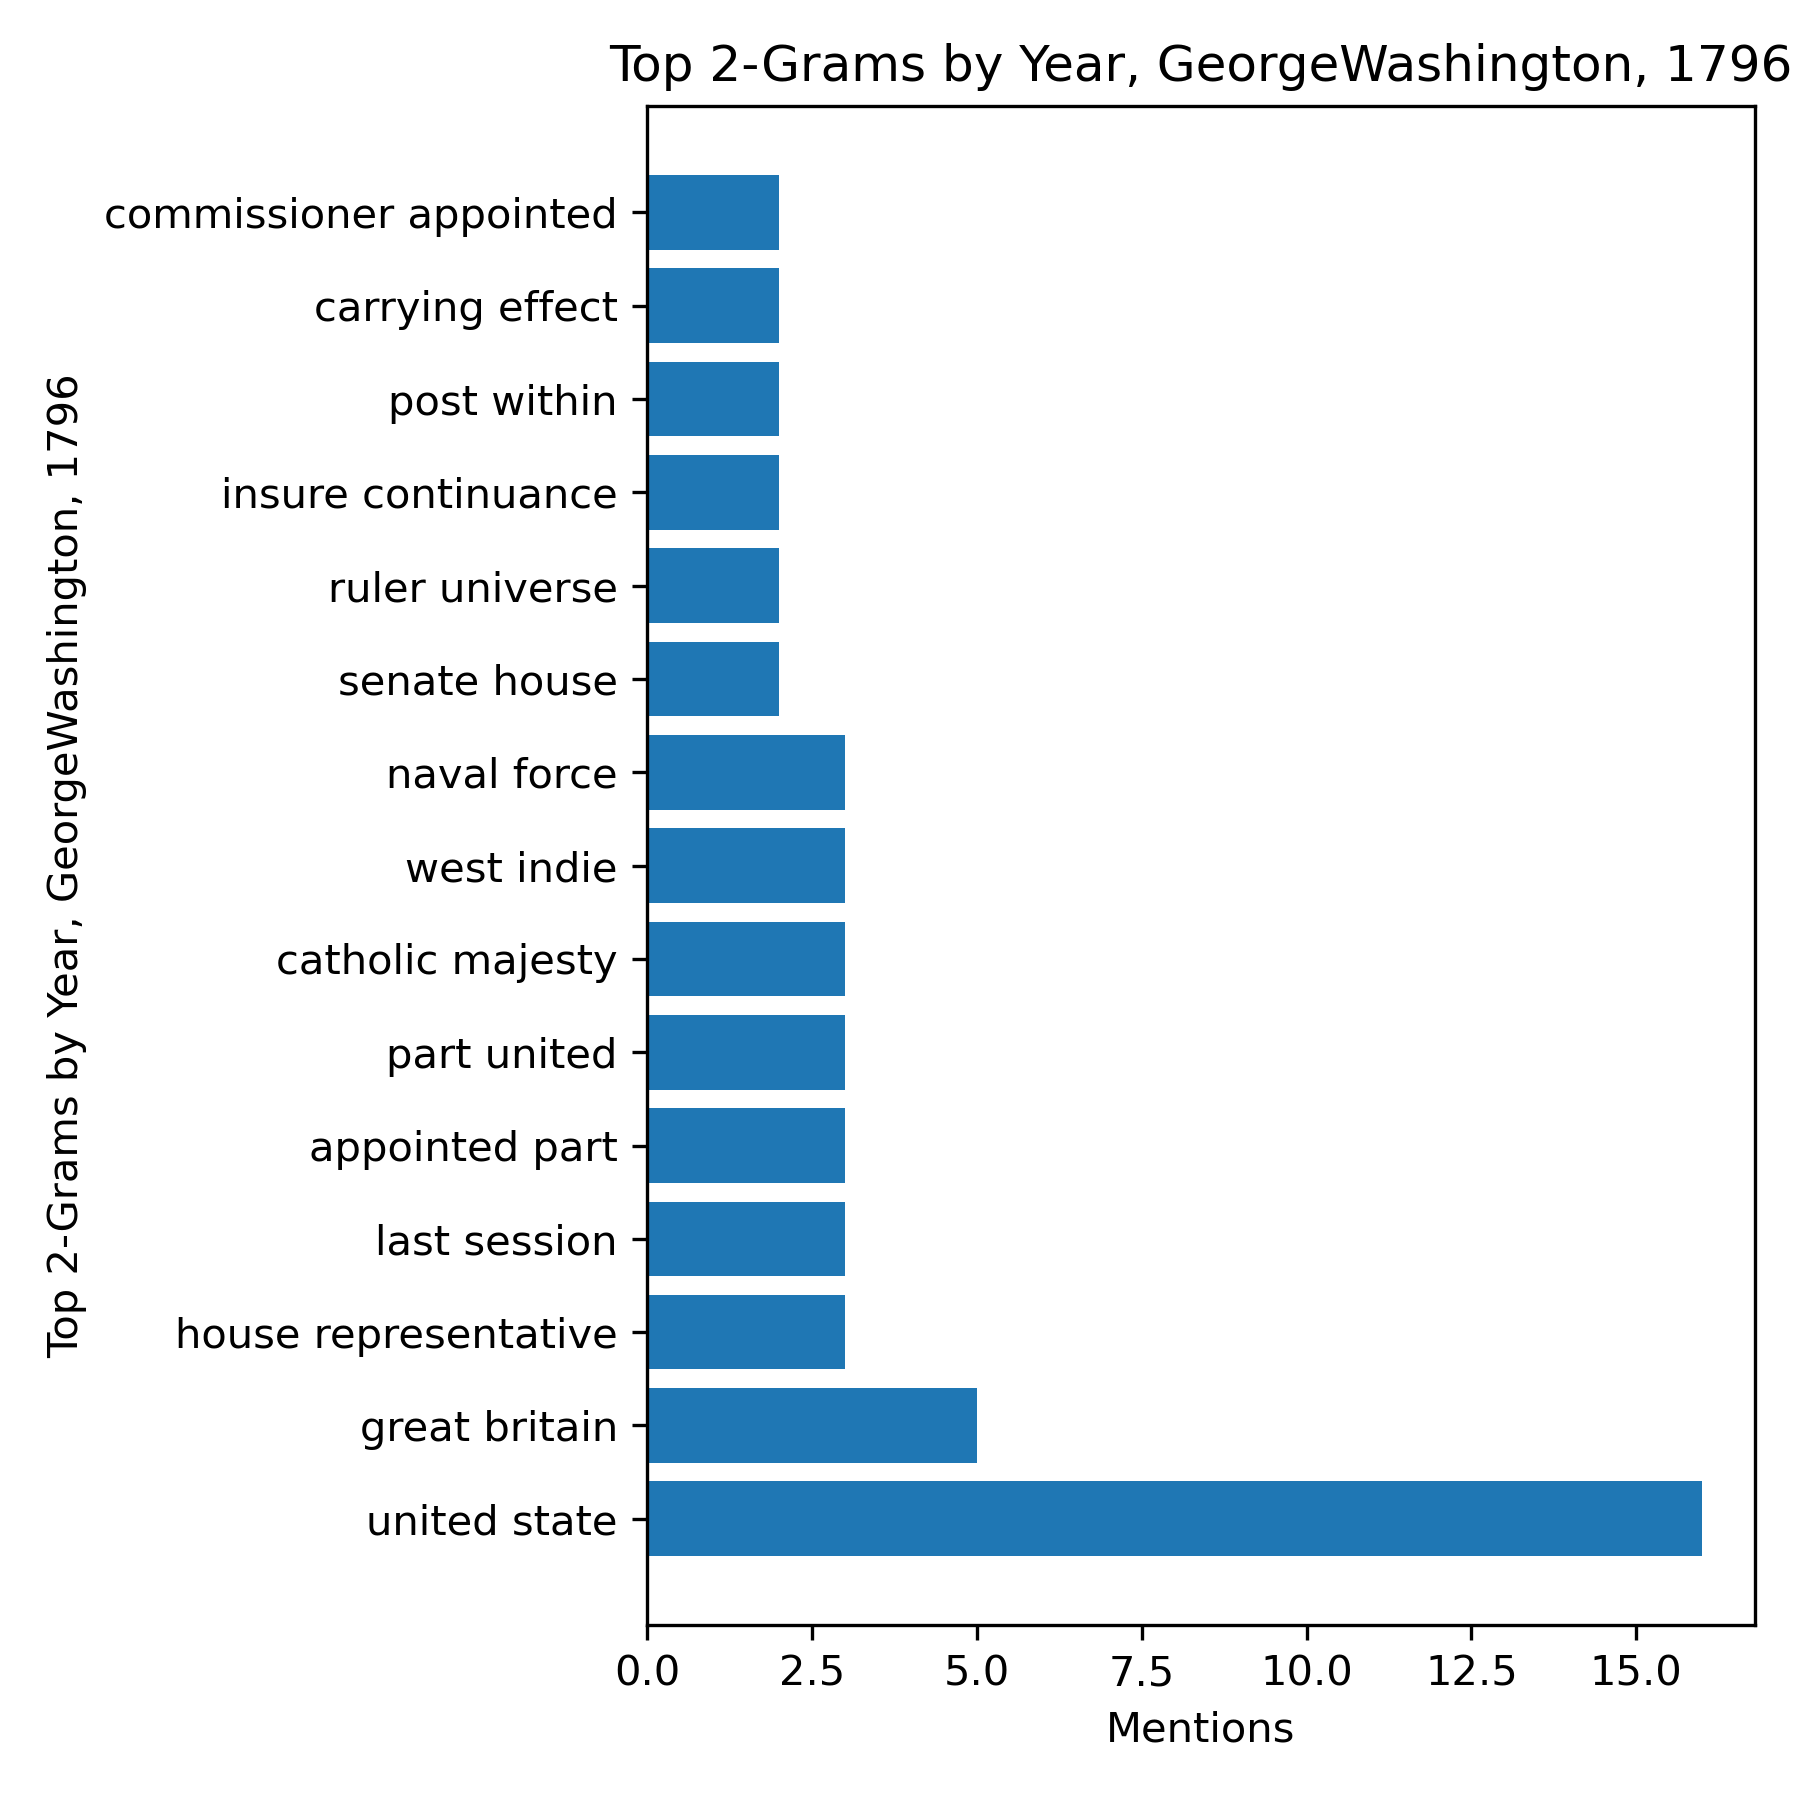 Top 2-Grams by Year, GeorgeWashington, 1796
commissioner appointed
carrying effect
post within
insure continuance
ruler universe
senate house
naval force
west indie
catholic majesty
part united
appointed part
last session
house representative
great britain
united state
Top 2-Grams by Year, GeorgeWashington, 1796
0.0 2.5 5.0 7.5 10.0 12.5 15.0
Mentions